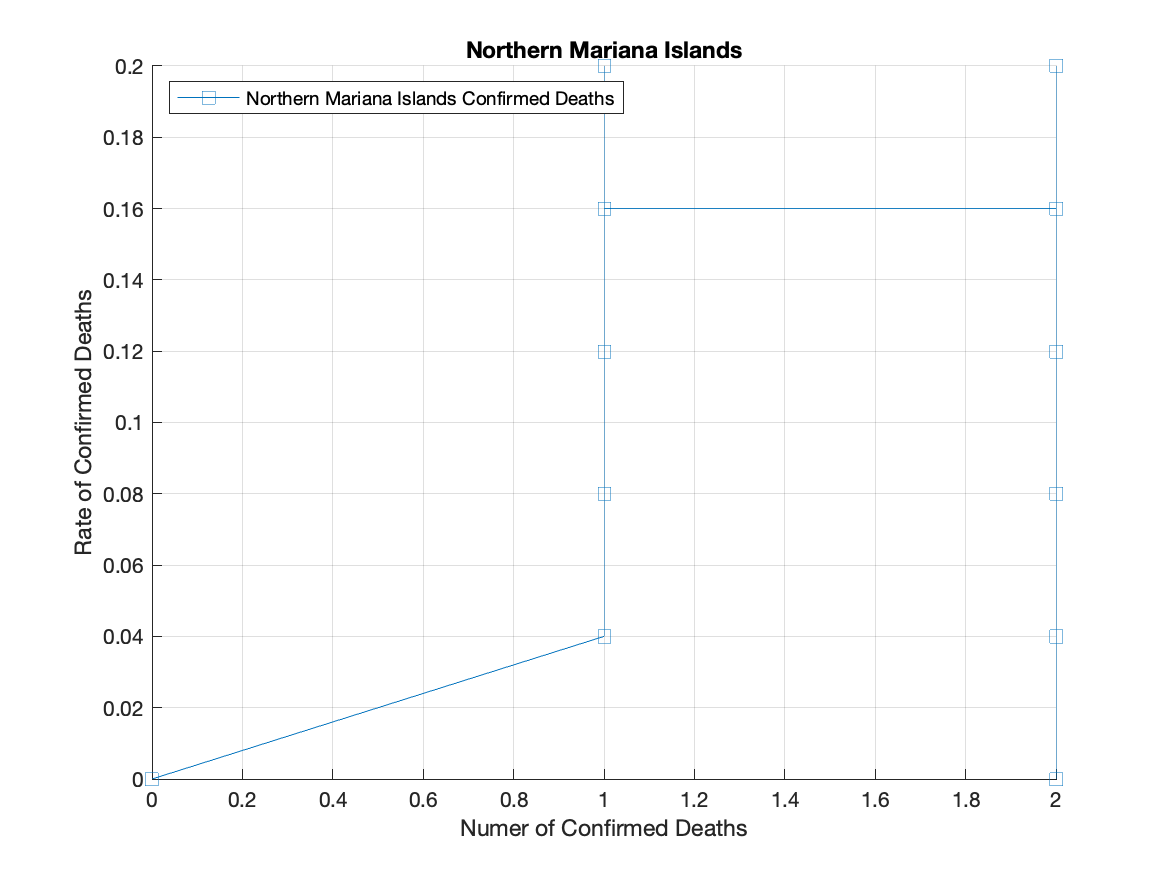 Northern Mariana Islands
Northern Mariana Islands Confirmed Deaths
Rate of Confirmed Deaths
0.2
0.18
0.16
0.14
0.12
0.1
0.08
0.06
0.04
0.02
0
0 0.2 0.4 0.6 0.8 1 1.2 1.4 1.6 1.8 2
Numer of Confirmed Deaths